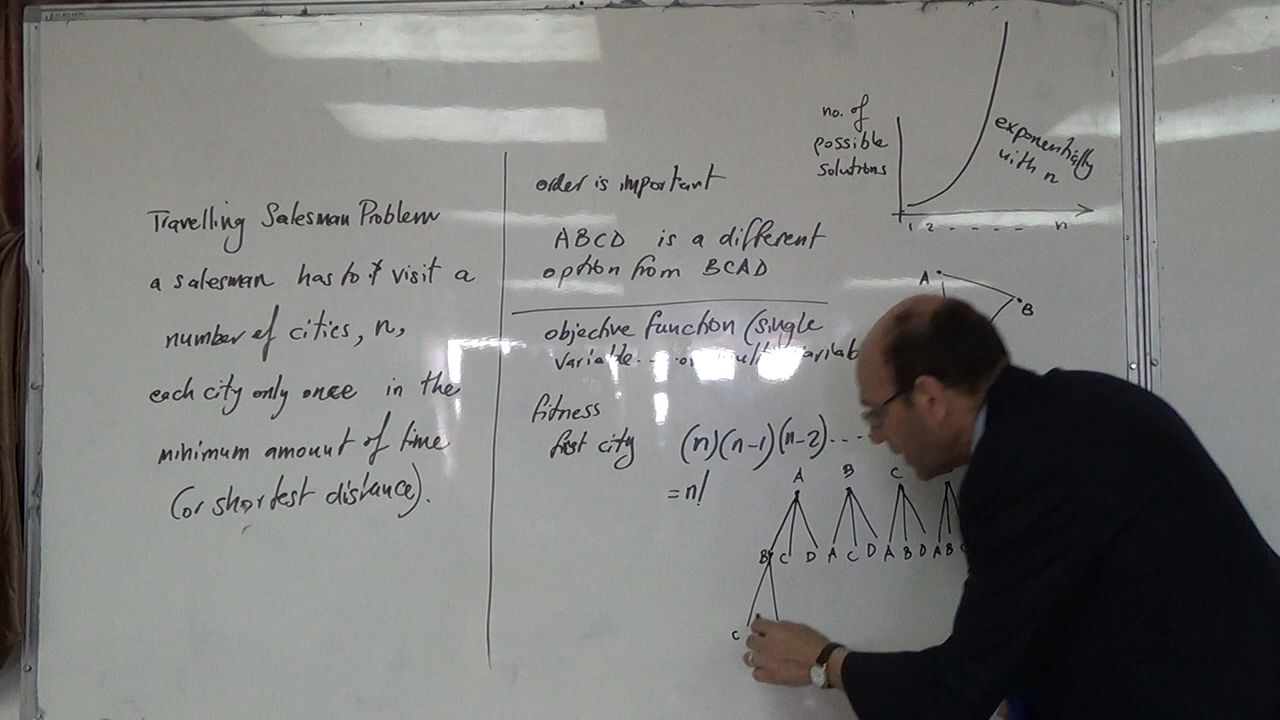 Travelling Salesman Problem
a salesman has to visit a
number of cities, n,
each city only once in the
minimum amount of time
(or shortest distance).
order is important
ABCD is a different
option from BCAD
objective function (single
variable . . . or
fitness
first city (n)(n-1)(n-2) . . . .
= n!
A B C
B C D A C D A B D A B
C
no. of
possible
solutions
exponentially
with n
1 2 - - - - - n
A
B